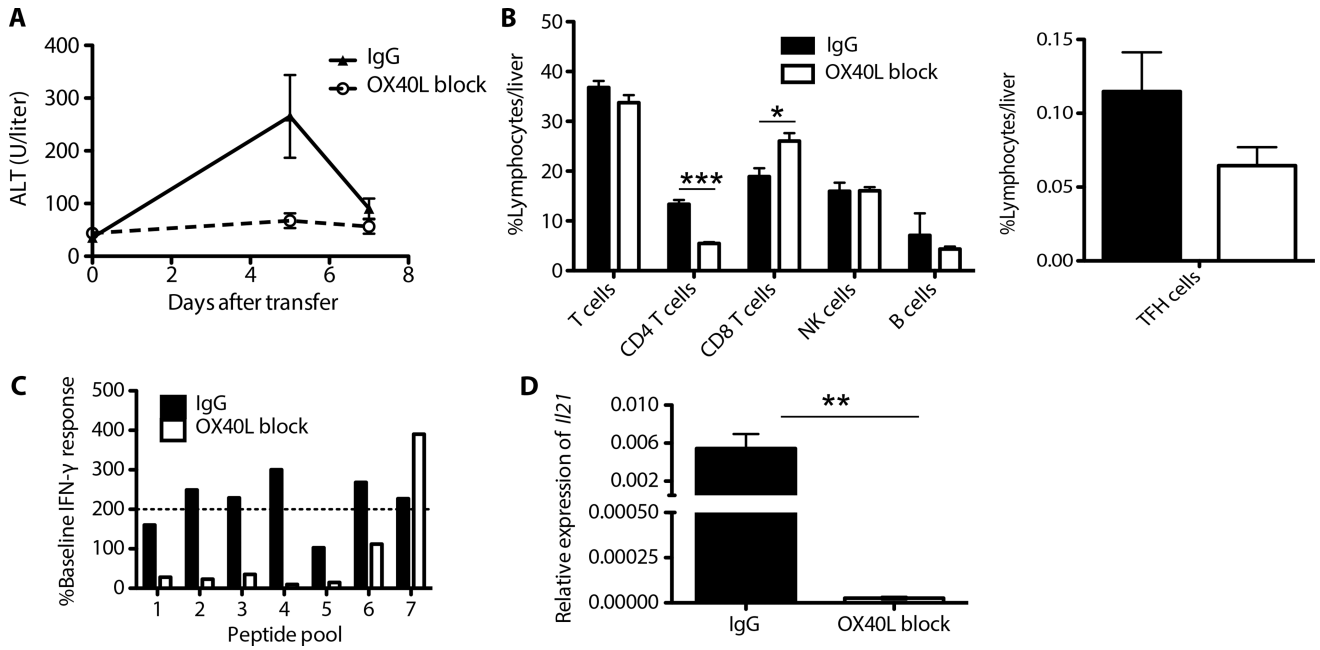 A
ALT (U/liter)
400
300
200
100
0
0 2 4 6 8
Days after transfer
IgG
OX40L block
B
%Lymphocytes/liver
50
40
30
20
10
0
IgG
OX40L block
***
*
T cells
CD4 T cells
CD8 T cells
NK cells
B cells
%Lymphocytes/liver
0.15
0.10
0.05
0.00
TFH cells
C
%Baseline IFN-γ response
500
400
300
200
100
0
IgG
OX40L block
1 2 3 4 5 6 7
Peptide pool
D
Relative expression of Il21
0.010
0.006
0.002
0.00050
0.00025
0.00000
**
IgG OX40L block